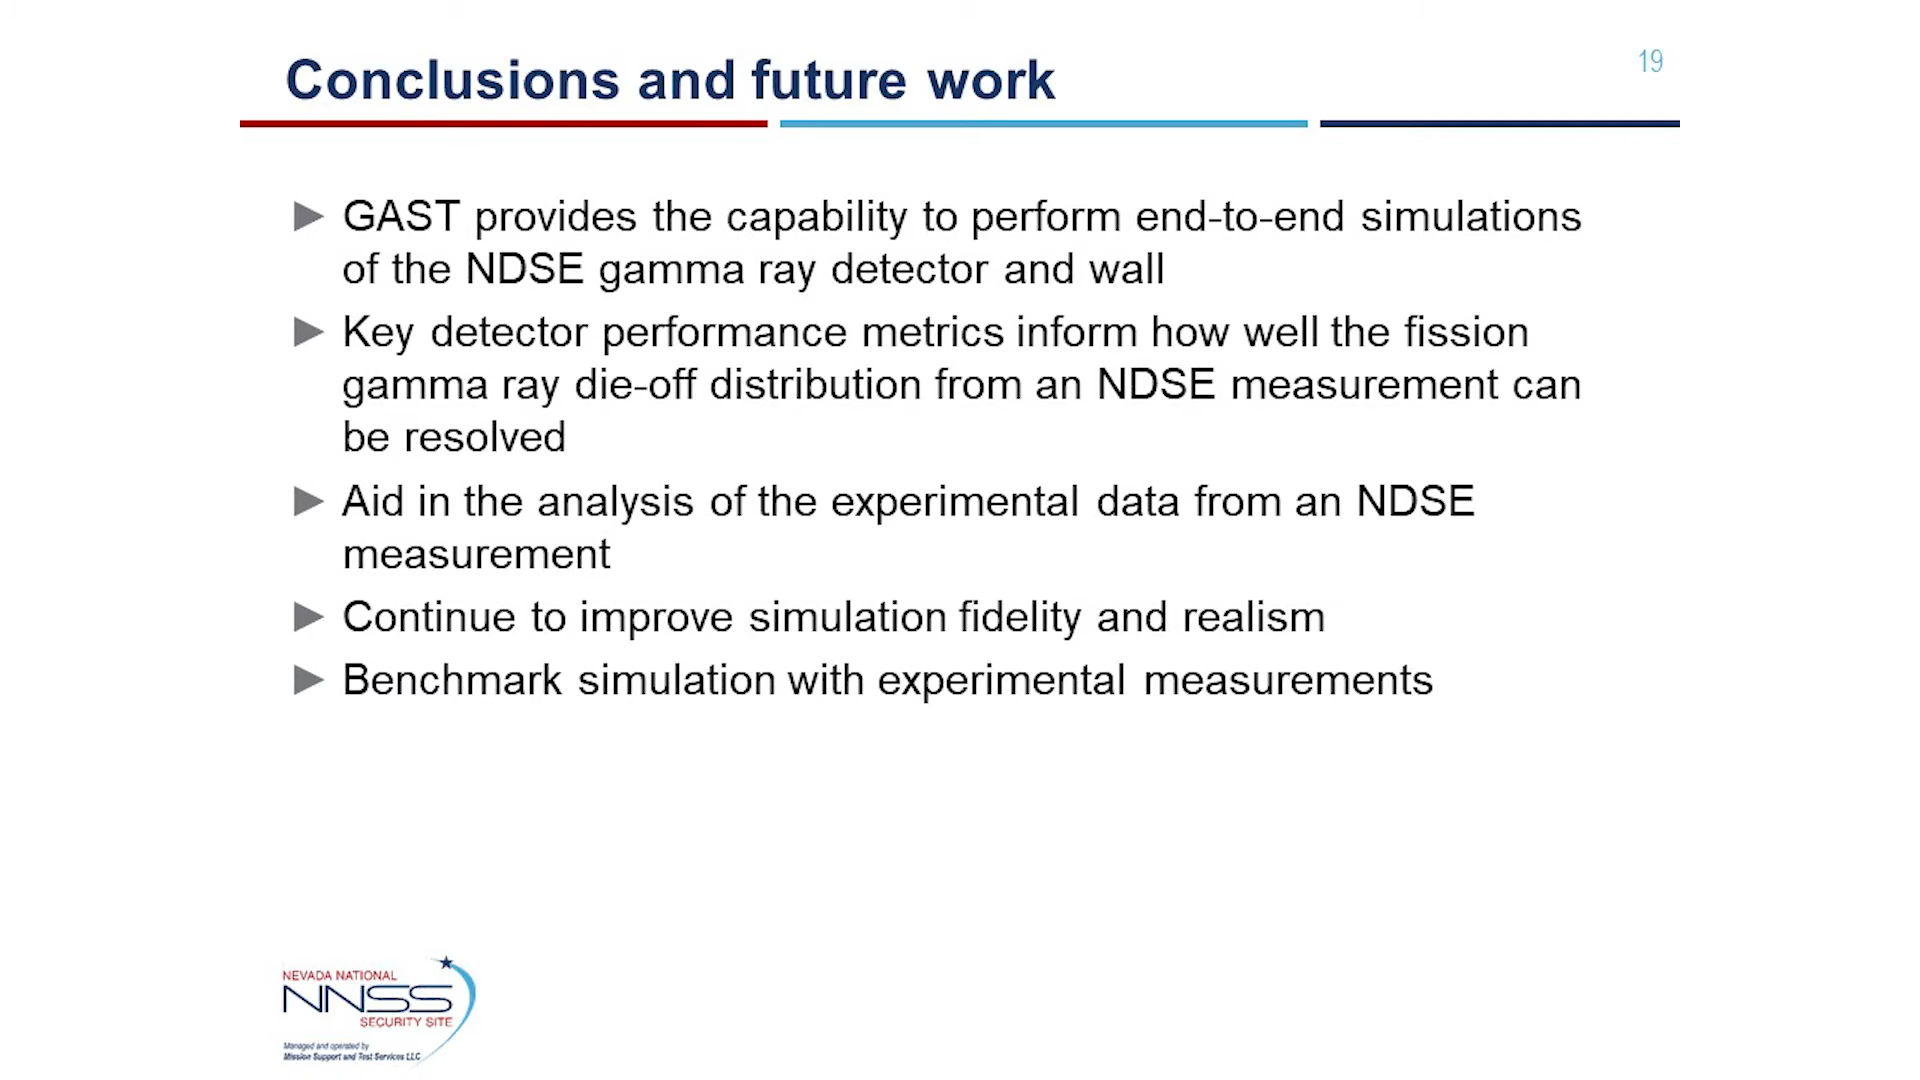 Conclusions and future work
19
GAST provides the capability to perform end-to-end simulations
of the NDSE gamma ray detector and wall
Key detector performance metrics inform how well the fission
gamma ray die-off distribution from an NDSE measurement can
be resolved
Aid in the analysis of the experimental data from an NDSE
measurement
Continue to improve simulation fidelity and realism
Benchmark simulation with experimental measurements
NEVADA NATIONAL
NNSS
SECURITY SITE
Managed and operated by
Mission Support and Test Services LLC